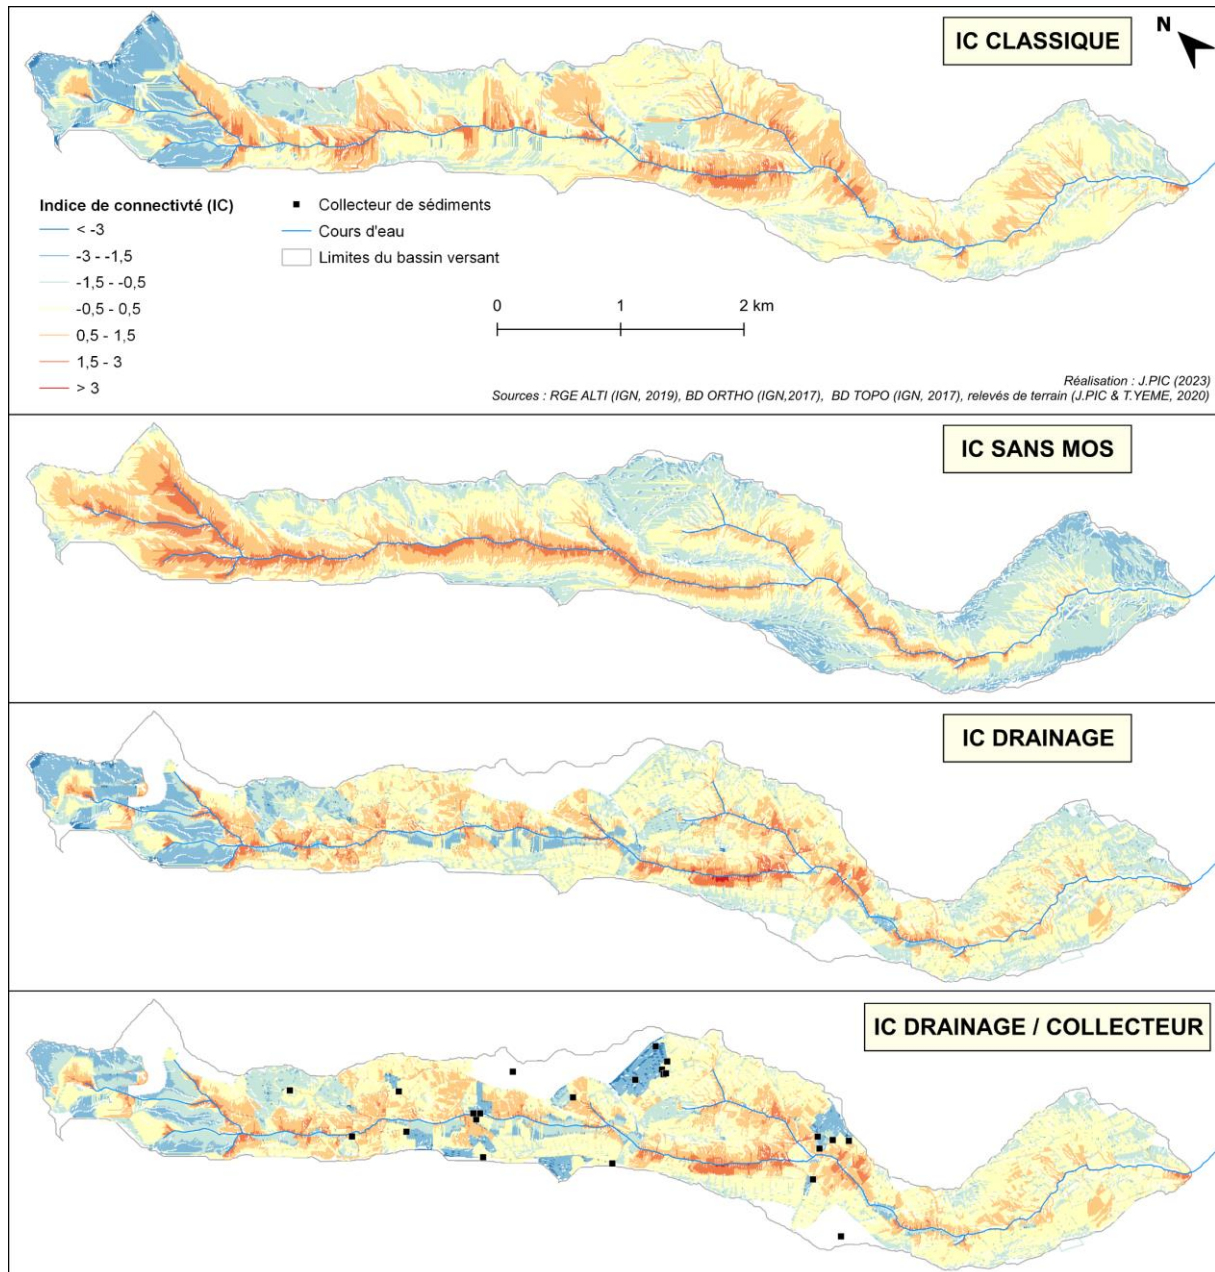 IC CLASSIQUE
N
Indice de connectivté (IC)
< -3
-3 - -1,5
-1,5 - -0,5
-0,5 - 0,5
0,5 - 1,5
1,5 - 3
> 3
Collecteur de sédiments
Cours d'eau
Limites du bassin versant
0 1 2 km
Réalisation : J.PIC (2023)
Sources : RGE ALTI (IGN, 2019), BD ORTHO (IGN,2017), BD TOPO (IGN, 2017), relevés de terrain (J.PIC & T.YEME, 2020)
IC SANS MOS
IC DRAINAGE
IC DRAINAGE / COLLECTEUR